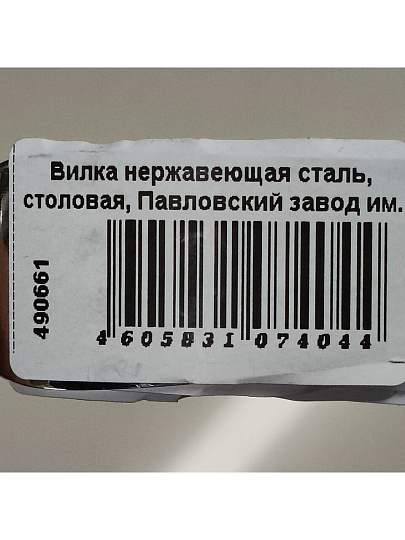 Вилка нержавеющая сталь,
столовая, Павловский завод им.
490661
4 605831 074044